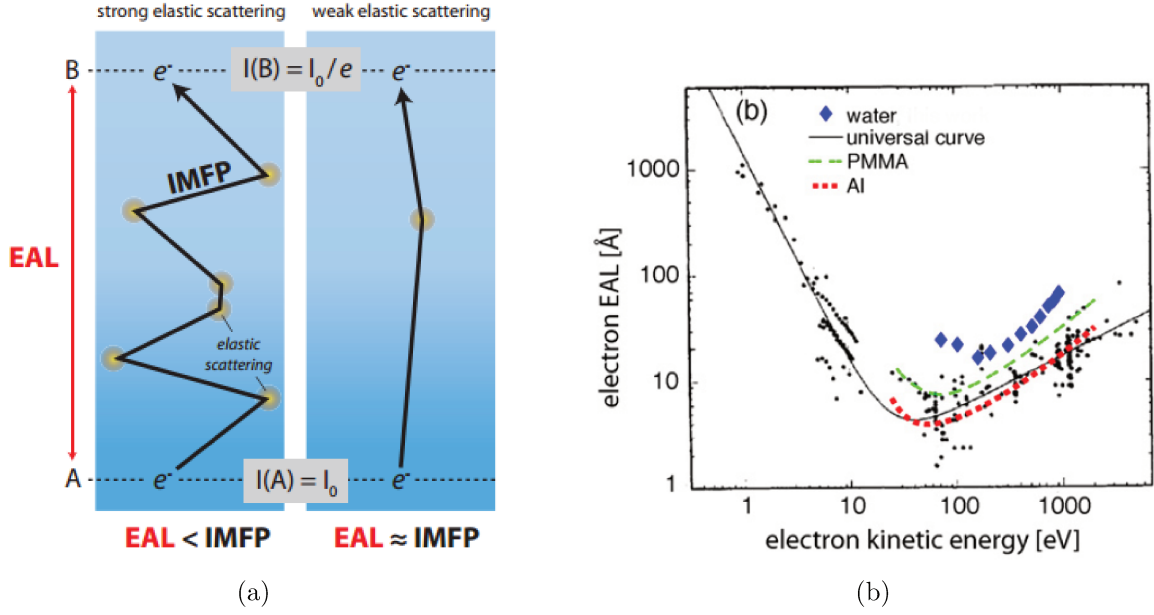 strong elastic scattering
weak elastic scattering
B
e-
I(B) = I₀/e
e-
IMFP
EAL
elastic
scattering
A
e-
I(A) = I₀
e-
EAL < IMFP
EAL ≈ IMFP
(a)
(b)
water
universal curve
PMMA
Al
electron EAL [Å]
1000
100
10
1
1
10
100
1000
electron kinetic energy [eV]
(b)